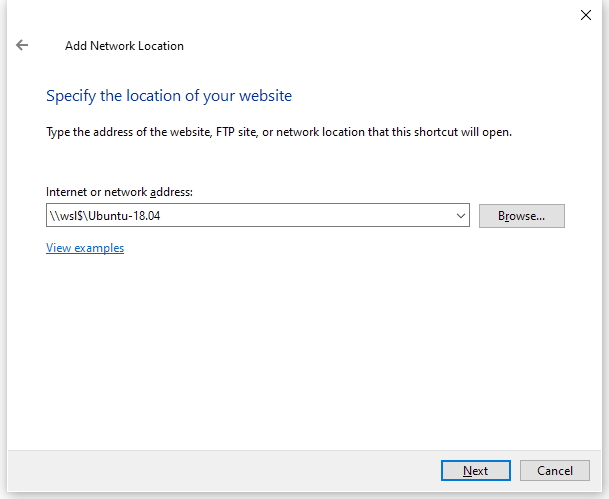 Add Network Location
Specify the location of your website
Type the address of the website, FTP site, or network location that this shortcut will open.
Internet or network address:
\\wsl$\Ubuntu-18.04
Browse...
View examples
Next
Cancel